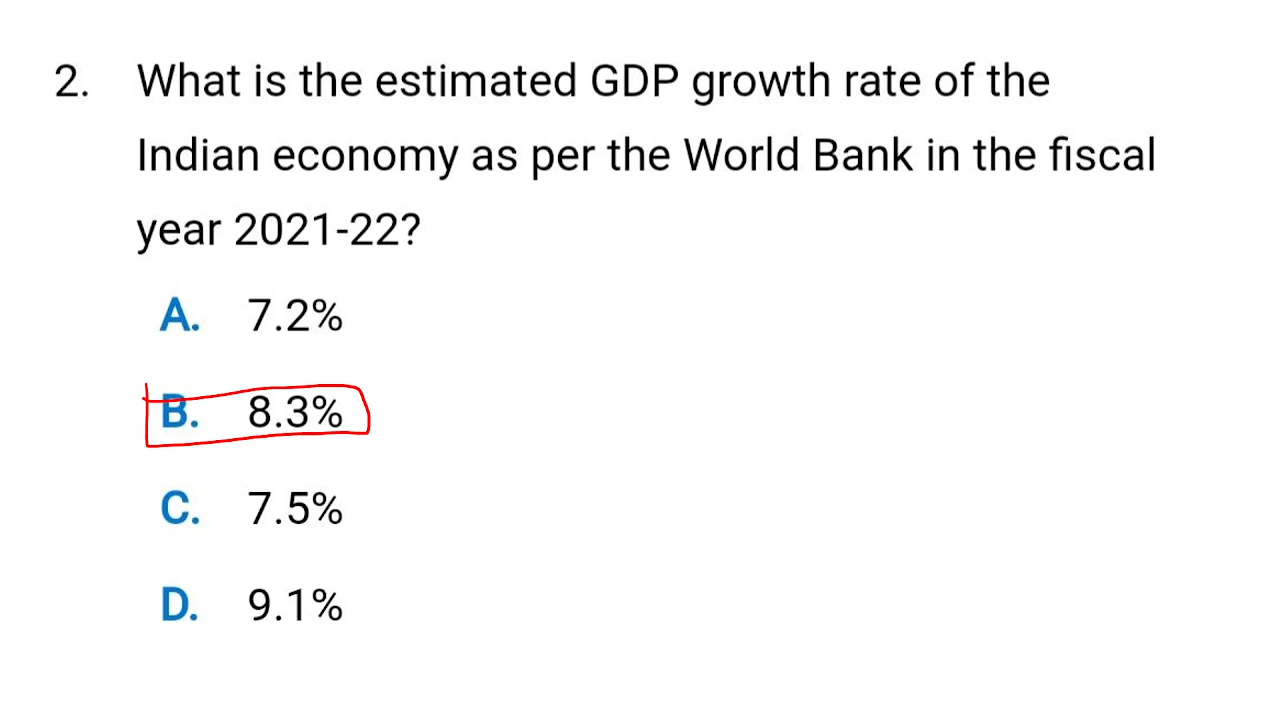 2. What is the estimated GDP growth rate of the
Indian economy as per the World Bank in the fiscal
year 2021-22?
A. 7.2%
B. 8.3%
C. 7.5%
D. 9.1%